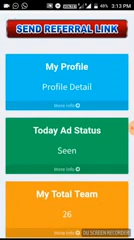 48% 3:13 PM
SEND REFERRAL LINK
My Profile
Profile Detail
More info
Today Ad Status
Seen
More info
My Total Team
26
More info
DU SCREEN RECORDER